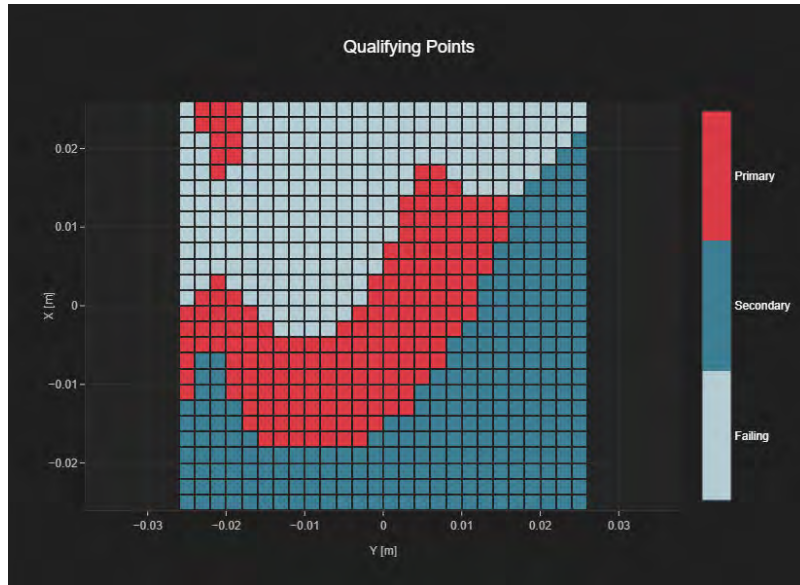 Qualifying Points
0.02
0.01
0
−0.01
−0.02
X [m]
−0.03
−0.02
−0.01
0
0.01
0.02
0.03
Y [m]
Primary
Secondary
Failing